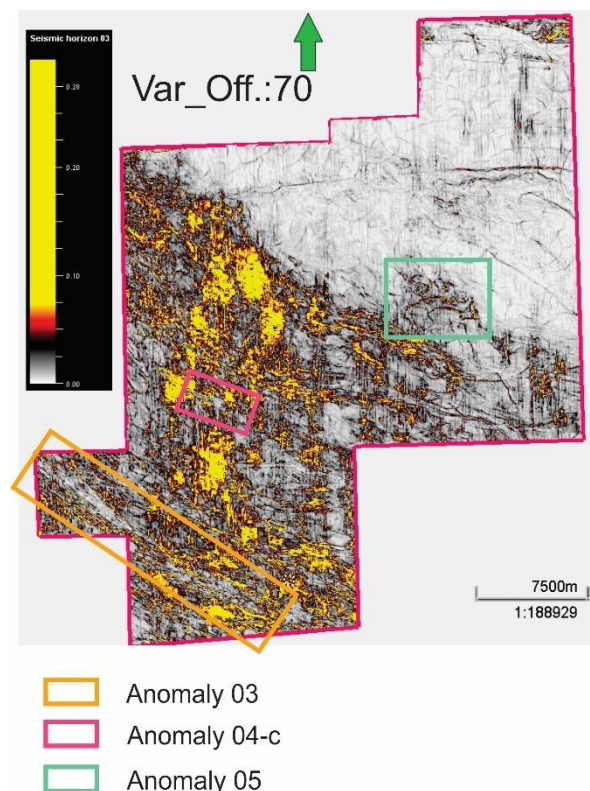 Seismic horizon 03
0.28
0.20
0.10
0.00
Var_Off.:70
7500m
1:188929
Anomaly 03
Anomaly 04-c
Anomaly 05